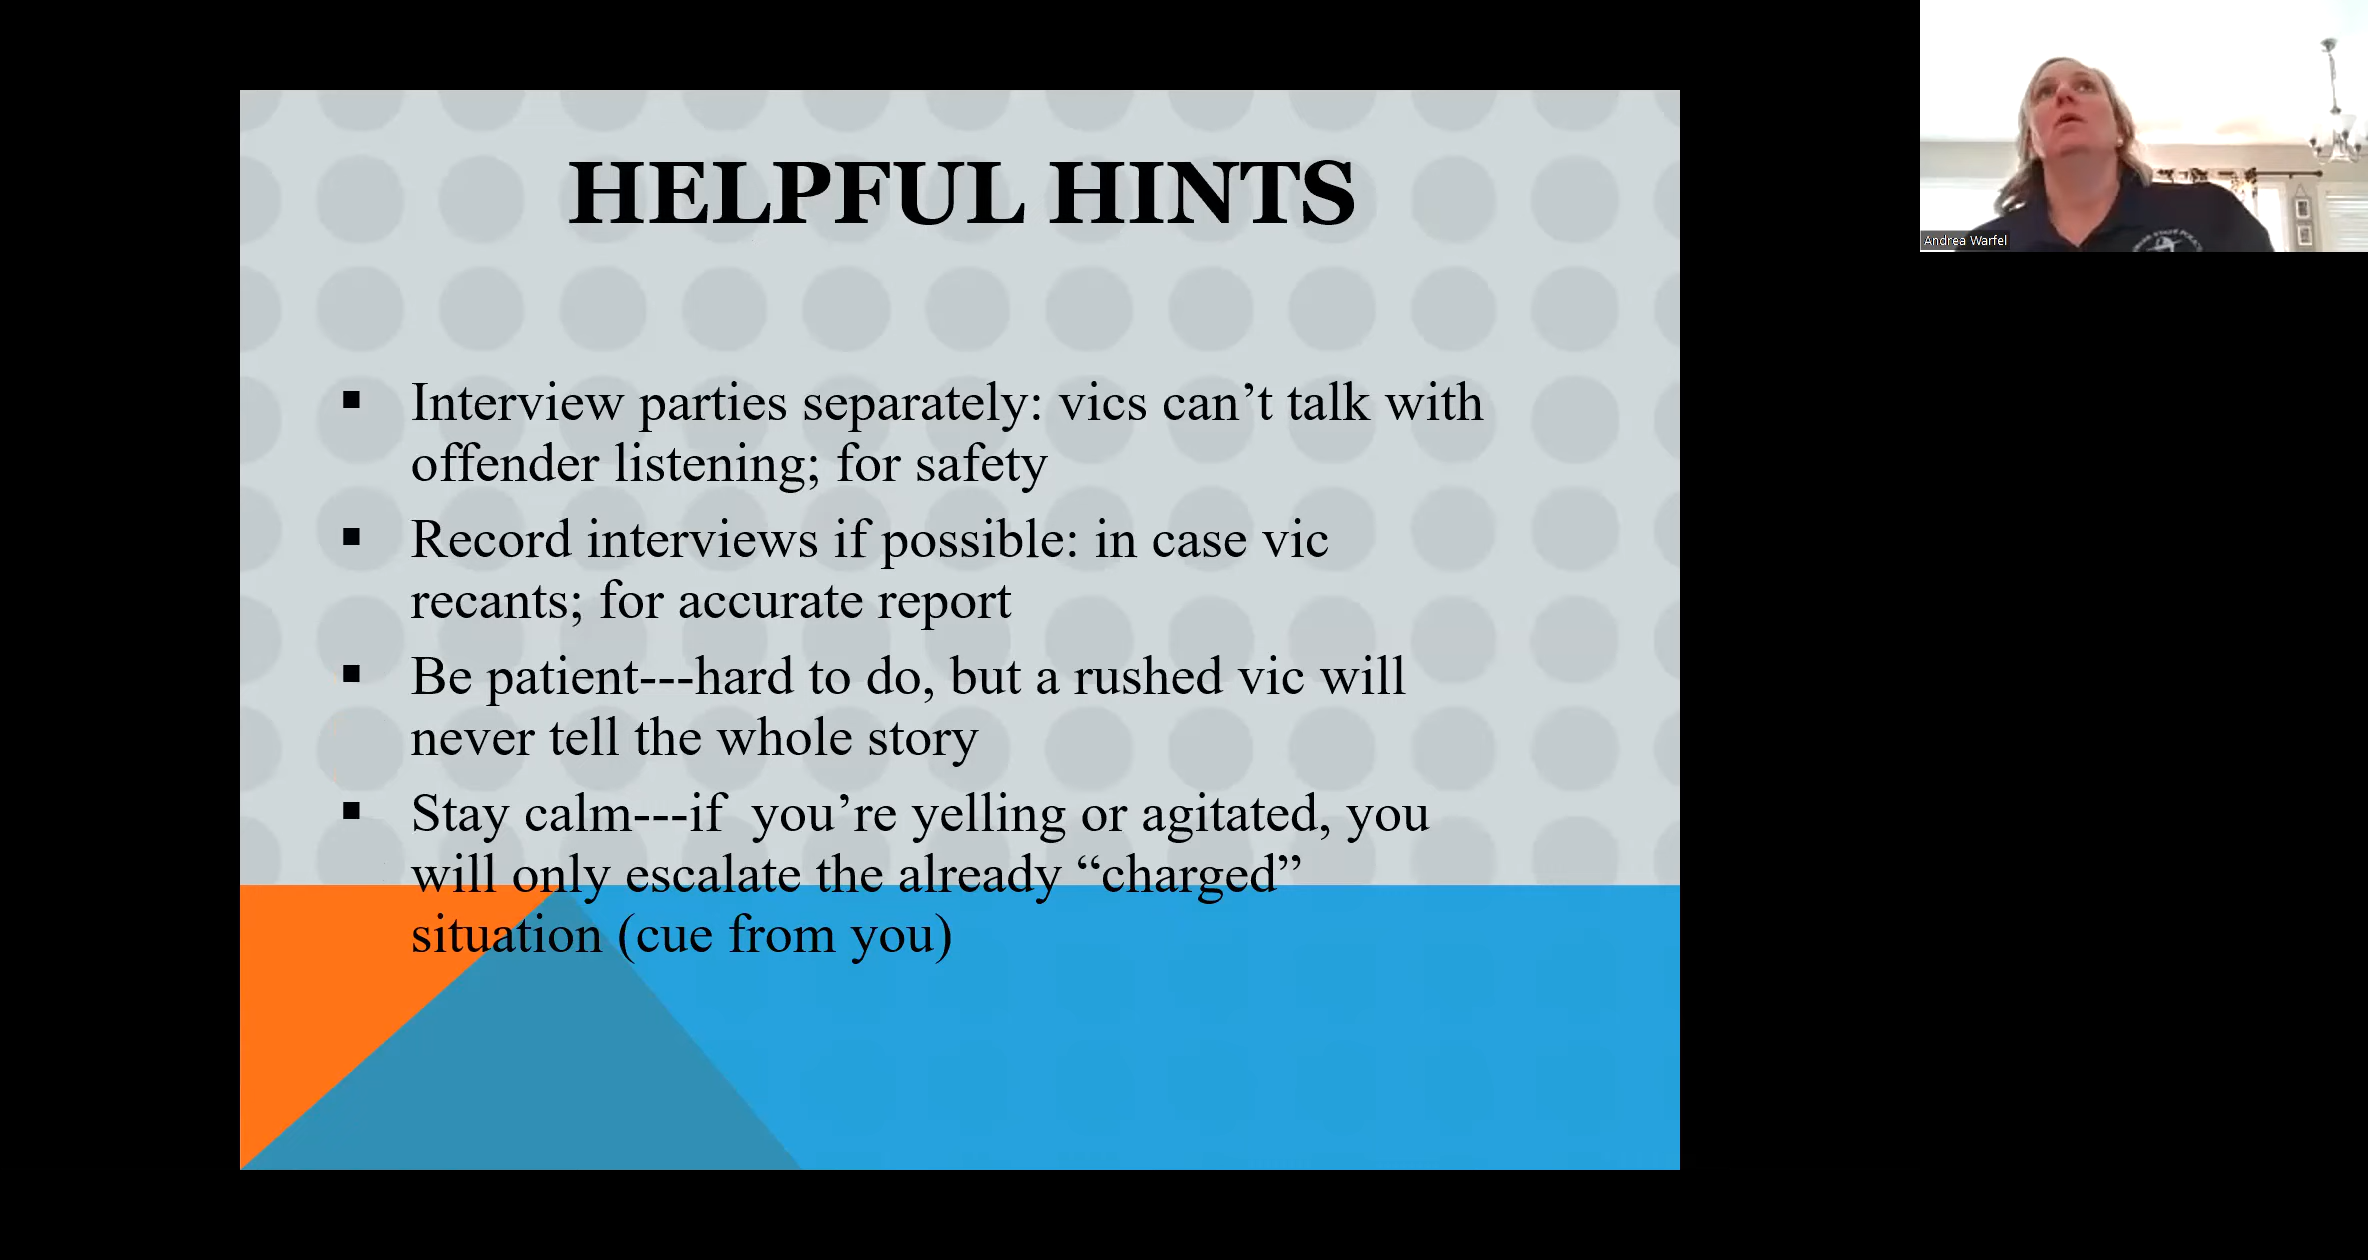 HELPFUL HINTS
▪ Interview parties separately: vics can’t talk with
offender listening; for safety
▪ Record interviews if possible: in case vic
recants; for accurate report
▪ Be patient---hard to do, but a rushed vic will
never tell the whole story
▪ Stay calm---if  you’re yelling or agitated, you
will only escalate the already “charged”
situation (cue from you)
Andrea Warfel